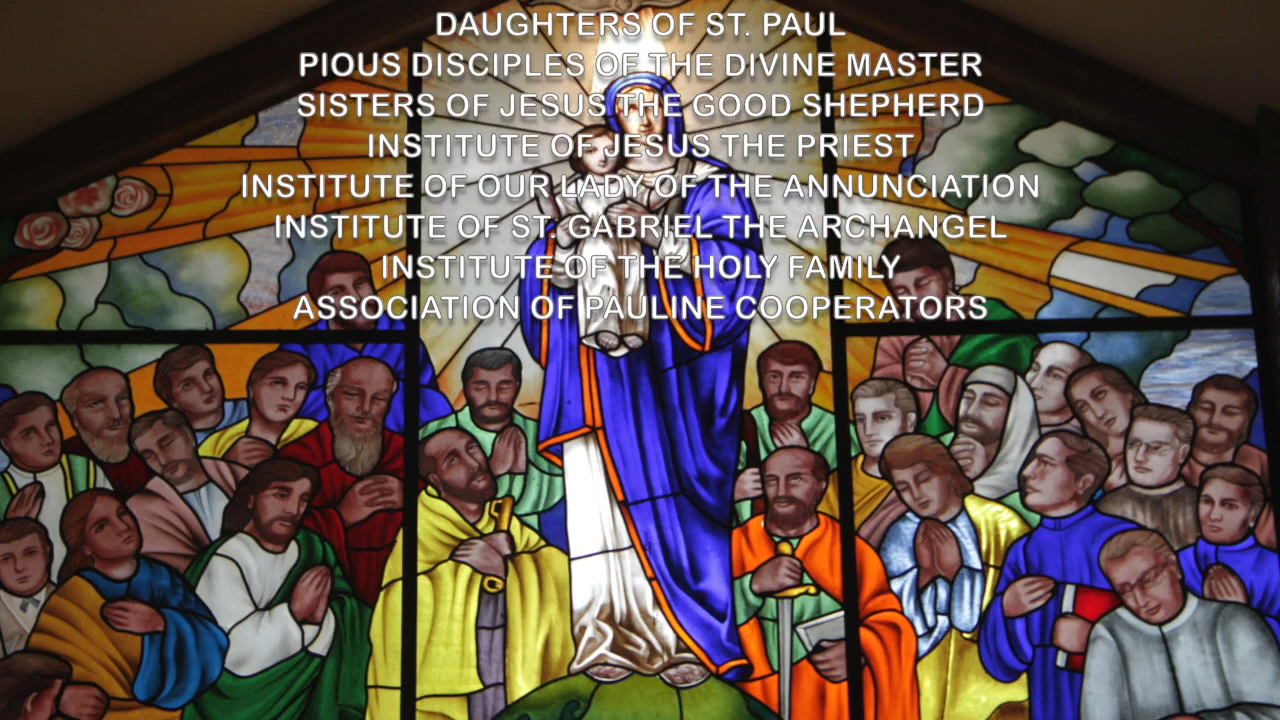 DAUGHTERS OF ST. PAUL
PIOUS DISCIPLES OF THE DIVINE MASTER
SISTERS OF JESUS THE GOOD SHEPHERD
INSTITUTE OF JESUS THE PRIEST
INSTITUTE OF OUR LADY OF THE ANNUNCIATION
INSTITUTE OF ST. GABRIEL THE ARCHANGEL
INSTITUTE OF THE HOLY FAMILY
ASSOCIATION OF PAULINE COOPERATORS